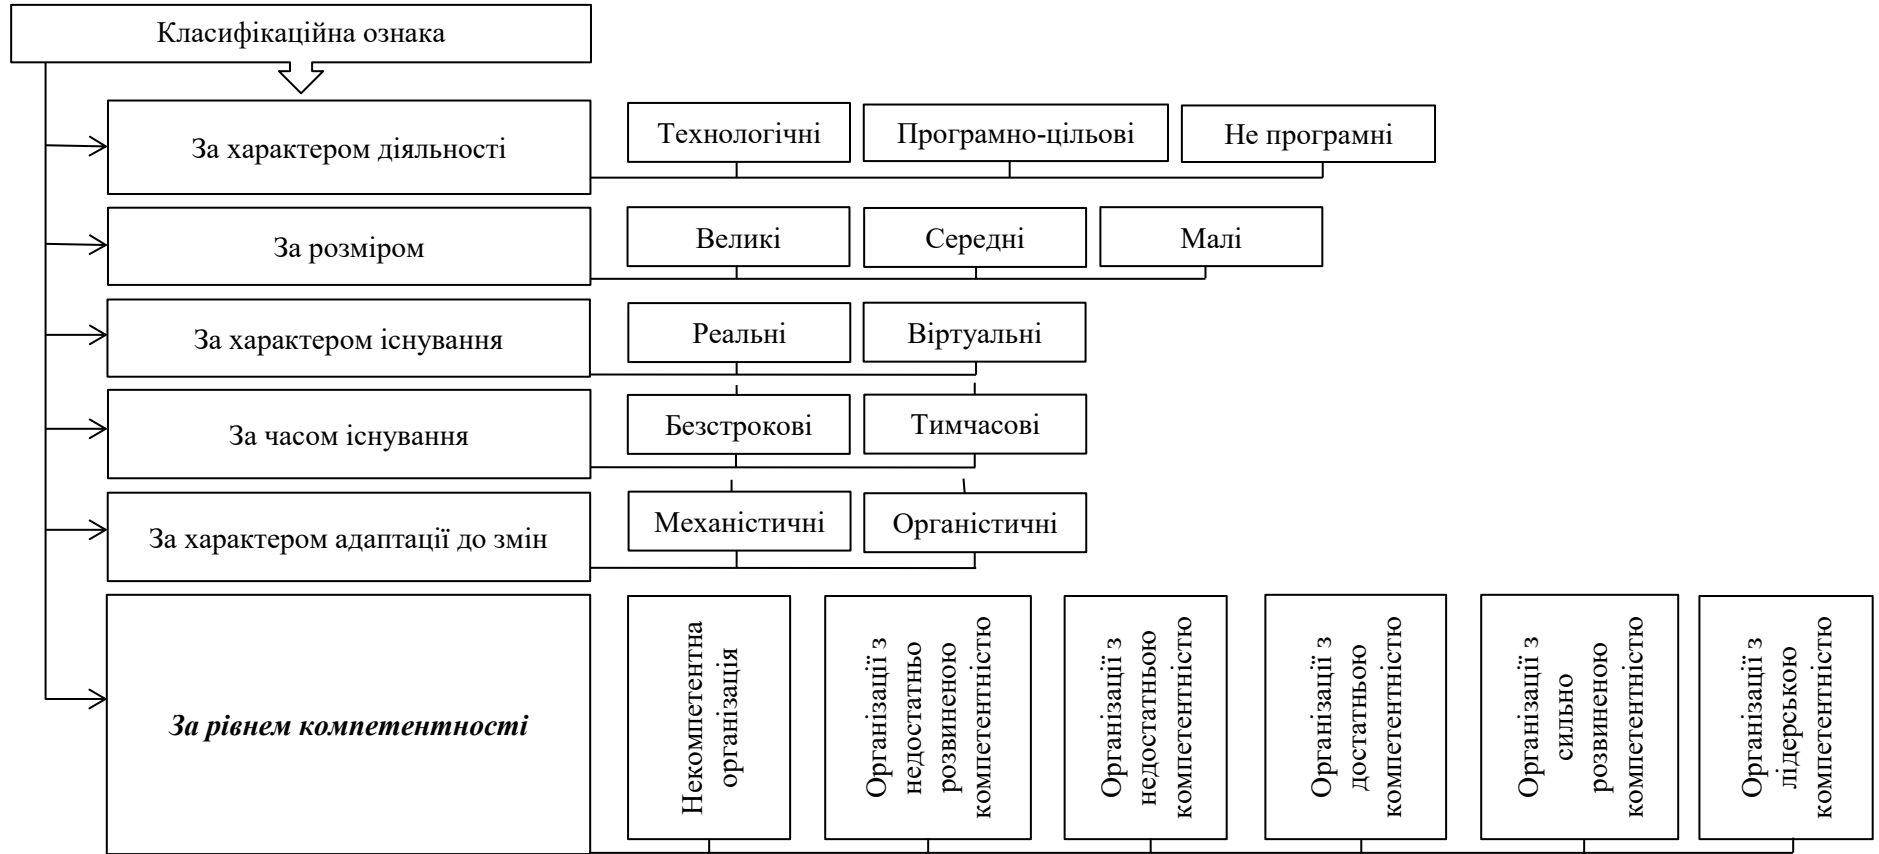 Класифікаційна ознака
За характером діяльності
Технологічні
Програмно-цільові
Не програмні
За розміром
Великі
Середні
Малі
За характером існування
Реальні
Віртуальні
За часом існування
Безстрокові
Тимчасові
За характером адаптації до змін
Механістичні
Органістичні
За рівнем компетентності
Некомпетентна
організація
Організації з
недостатньо
розвиненою
компетентністю
Організації з
недостатньою
компетентністю
Організації з
достатньою
компетентністю
Організації з
сильно
розвиненою
компетентністю
Організації з
лідерською
компетентністю